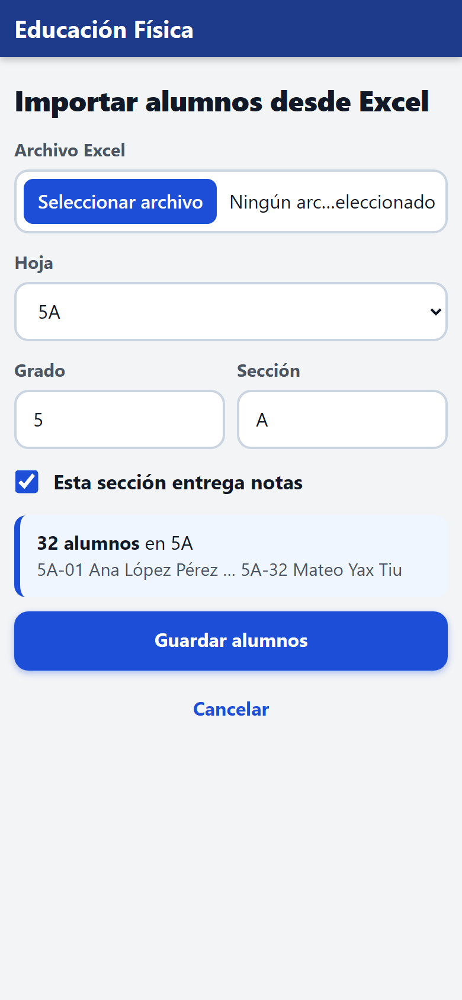 Educación Física
Importar alumnos desde Excel
Archivo Excel
Seleccionar archivo Ningún arc...eleccionado
Hoja
5A
Grado Sección
5 A
Esta sección entrega notas
32 alumnos en 5A
5A-01 Ana López Pérez ... 5A-32 Mateo Yax Tiu
Guardar alumnos
Cancelar